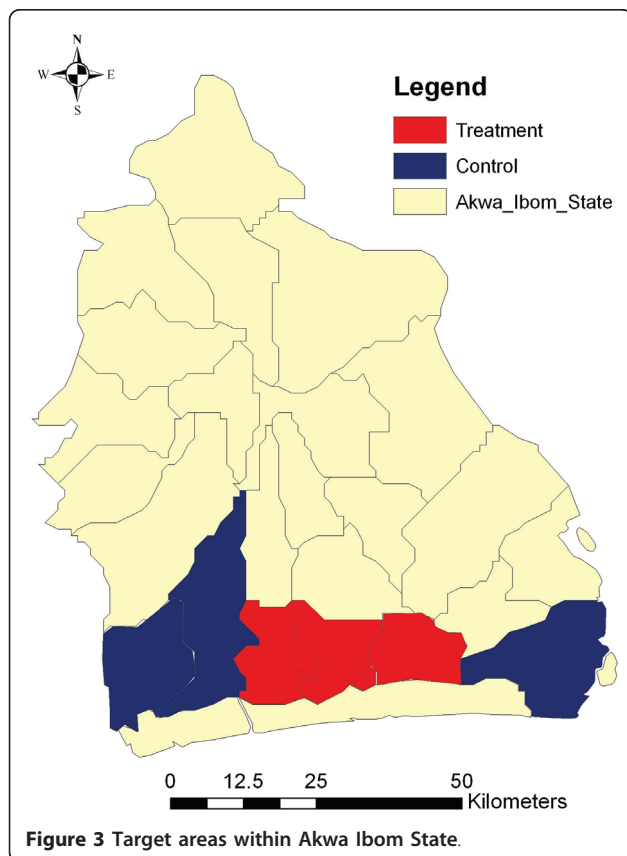 N
W E
S
Legend
Treatment
Control
Akwa_Ibom_State
0 12.5 25 50
Kilometers
Figure 3 Target areas within Akwa Ibom State.